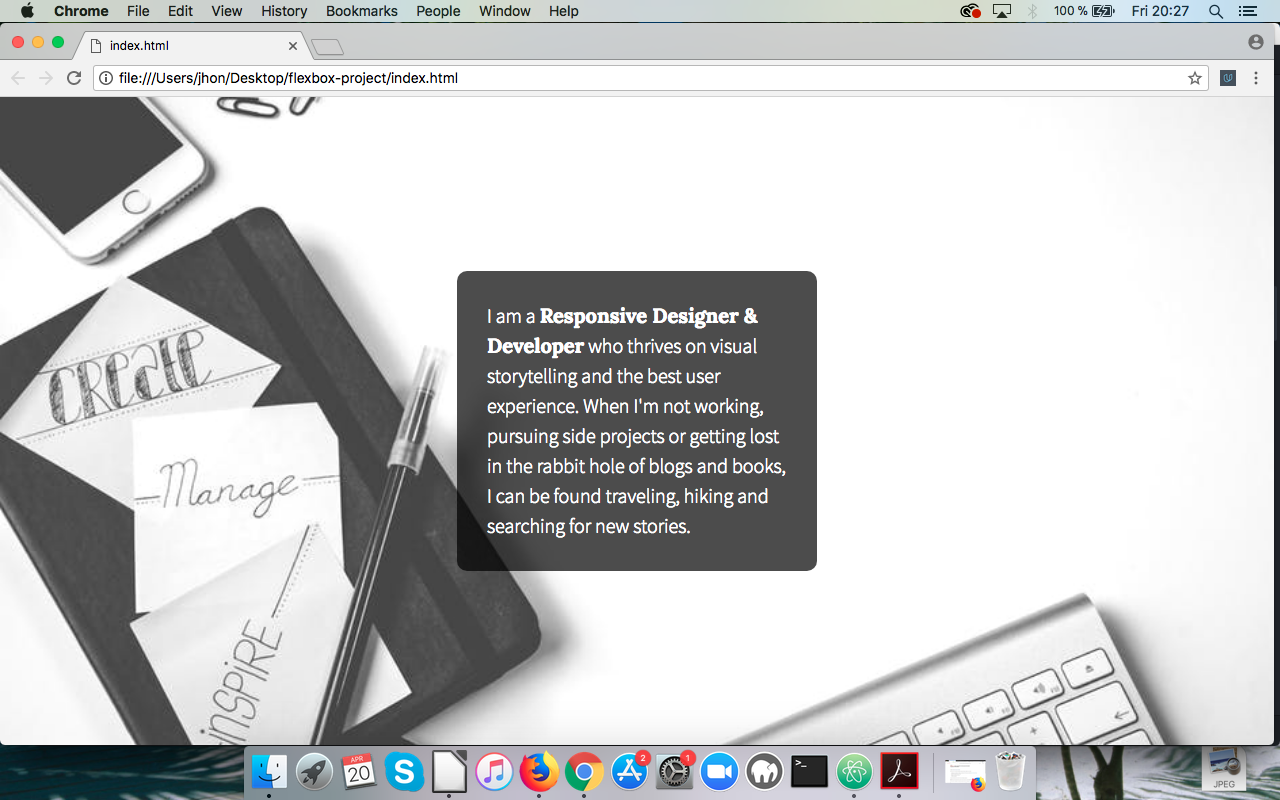 Chrome File Edit View History Bookmarks People Window Help 100 % Fri 20:27
index.html
file:///Users/jhon/Desktop/flexbox-project/index.html
I am a Responsive Designer &
Developer who thrives on visual
storytelling and the best user
experience. When I'm not working,
pursuing side projects or getting lost
in the rabbit hole of blogs and books,
I can be found traveling, hiking and
searching for new stories.
CREATE
Manage
INSPIRE
APR
20
S
2
1
>_
JPEG